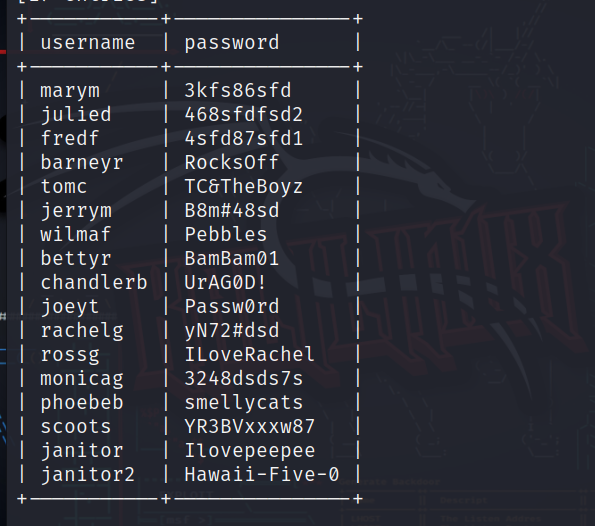 +----------+---------------+
| username | password |
+----------+---------------+
| marym | 3kfs86sfd |
| julied | 468sfdfsd2 |
| fredf | 4sfd87sfd1 |
| barneyr | RocksOff |
| tomc | TC&TheBoyz |
| jerrym | B8m#48sd |
| wilmaf | Pebbles |
| bettyr | BamBam01 |
| chandlerb | UrAG0D! |
| joeyt | Passw0rd |
| rachelg | yN72#dsd |
| rossg | ILoveRachel |
| monicag | 3248dsds7s |
| phoebeb | smellycats |
| scoots | YR3BVxxxw87 |
| janitor | Ilovepeepee |
| janitor2 | Hawaii-Five-0 |
+----------+---------------+